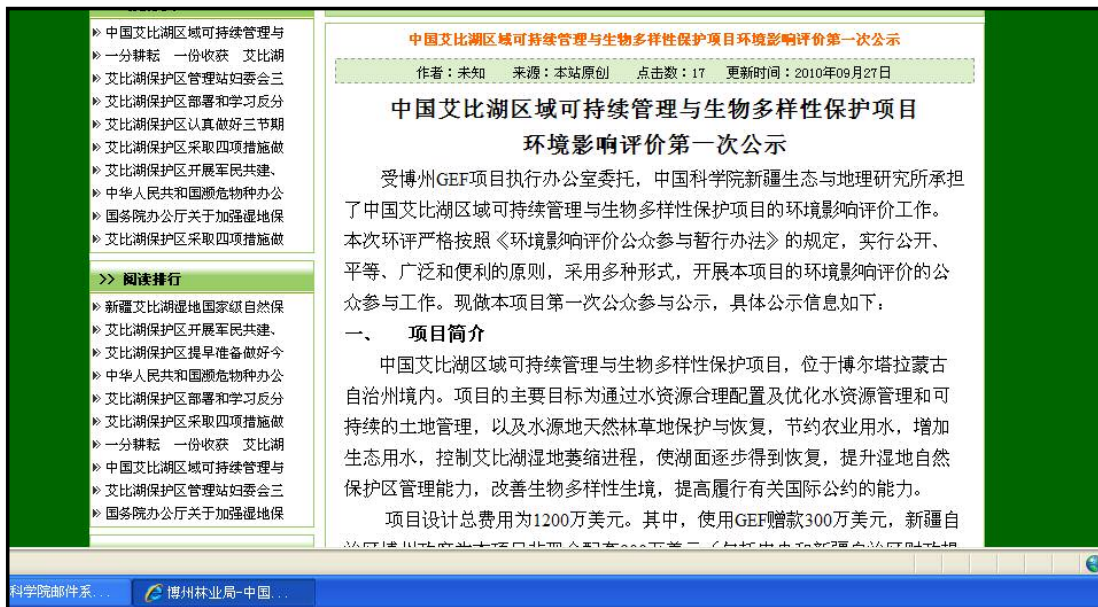 » 中国艾比湖区域可持续管理与
» 一分耕耘　一份收获　艾比湖
» 艾比湖保护区管理站妇委会三
» 艾比湖保护区部署和学习反分
» 艾比湖保护区认真做好三节期
» 艾比湖保护区采取四项措施做
» 艾比湖保护区开展军民共建、
» 中华人民共和国濒危物种办公
» 国务院办公厅关于加强湿地保
» 艾比湖保护区采取四项措施做
>> 阅读排行
» 新疆艾比湖湿地国家级自然保
» 艾比湖保护区开展军民共建、
» 艾比湖保护区提早准备做好今
» 中华人民共和国濒危物种办公
» 艾比湖保护区部署和学习反分
» 艾比湖保护区采取四项措施做
» 一分耕耘　一份收获　艾比湖
» 中国艾比湖区域可持续管理与
» 艾比湖保护区管理站妇委会三
» 国务院办公厅关于加强湿地保
中国艾比湖区域可持续管理与生物多样性保护项目环境影响评价第一次公示
作者：未知　来源：本站原创　点击数：17　更新时间：2010年09月27日
中国艾比湖区域可持续管理与生物多样性保护项目
环境影响评价第一次公示
受博州GEF项目执行办公室委托，中国科学院新疆生态与地理研究所承担
了中国艾比湖区域可持续管理与生物多样性保护项目的环境影响评价工作。
本次环评严格按照《环境影响评价公众参与暂行办法》的规定，实行公开、
平等、广泛和便利的原则，采用多种形式，开展本项目的环境影响评价的公
众参与工作。现做本项目第一次公众参与公示，具体公示信息如下：
一、　项目简介
中国艾比湖区域可持续管理与生物多样性保护项目，位于博尔塔拉蒙古
自治州境内。项目的主要目标为通过水资源合理配置及优化水资源管理和可
持续的土地管理，以及水源地天然林草地保护与恢复，节约农业用水，增加
生态用水，控制艾比湖湿地萎缩进程，使湖面逐步得到恢复，提升湿地自然
保护区管理能力，改善生物多样性生境，提高履行有关国际公约的能力。
项目设计总费用为1200万美元。其中，使用GEF赠款300万美元，新疆自
科学院邮件系...
博州林业局-中国...